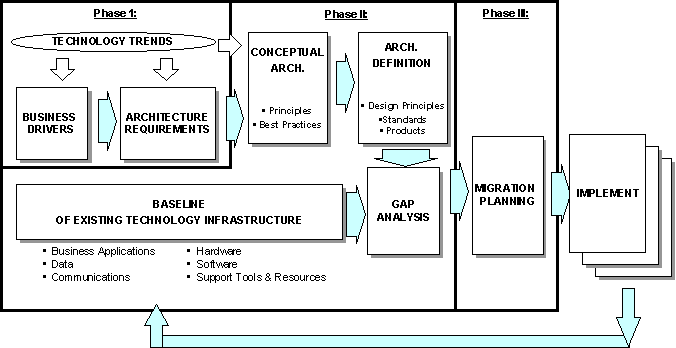 Phase 1:
Phase II:
Phase III:
TECHNOLOGY TRENDS
BUSINESS
DRIVERS
ARCHITECTURE
REQUIREMENTS
CONCEPTUAL
ARCH.
• Principles
• Best Practices
ARCH.
DEFINITION
• Design Principles
•Standards
• Products
BASELINE
OF EXISTING TECHNOLOGY INFRASTRUCTURE
• Business Applications
• Data
• Communications
• Hardware
• Software
• Support Tools & Resources
GAP
ANALYSIS
MIGRATION
PLANNING
IMPLEMENT